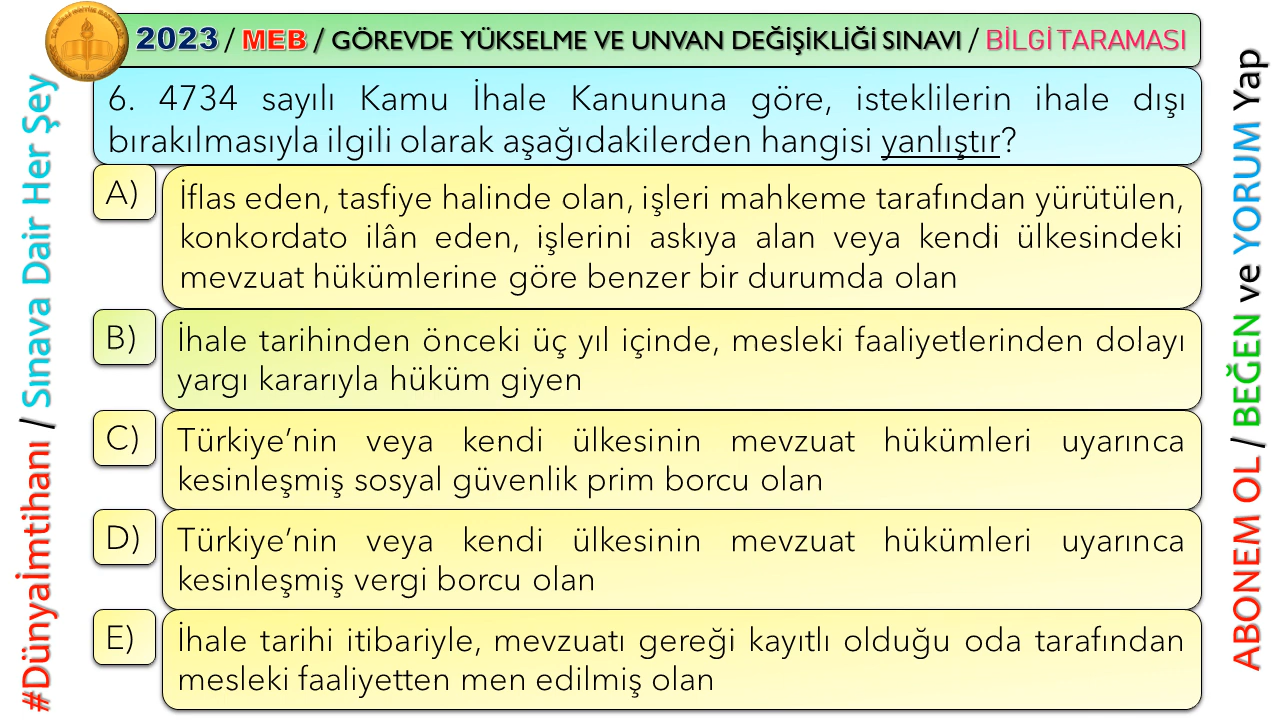 2023 / MEB / GÖREVDE YÜKSELME VE UNVAN DEĞİŞİKLİĞİ SINAVI / BİLGİ TARAMASI
6. 4734 sayılı Kamu İhale Kanununa göre, isteklilerin ihale dışı
bırakılmasıyla ilgili olarak aşağıdakilerden hangisi yanlıştır?
A) İflas eden, tasfiye halinde olan, işleri mahkeme tarafından yürütülen,
konkordato ilân eden, işlerini askıya alan veya kendi ülkesindeki
mevzuat hükümlerine göre benzer bir durumda olan
B) İhale tarihinden önceki üç yıl içinde, mesleki faaliyetlerinden dolayı
yargı kararıyla hüküm giyen
C) Türkiye’nin veya kendi ülkesinin mevzuat hükümleri uyarınca
kesinleşmiş sosyal güvenlik prim borcu olan
D) Türkiye’nin veya kendi ülkesinin mevzuat hükümleri uyarınca
kesinleşmiş vergi borcu olan
E) İhale tarihi itibariyle, mevzuatı gereği kayıtlı olduğu oda tarafından
mesleki faaliyetten men edilmiş olan
#Dünyaİmtihanı / Sınava Dair Her Şey
ABONEM OL / BEĞEN ve YORUM Yap